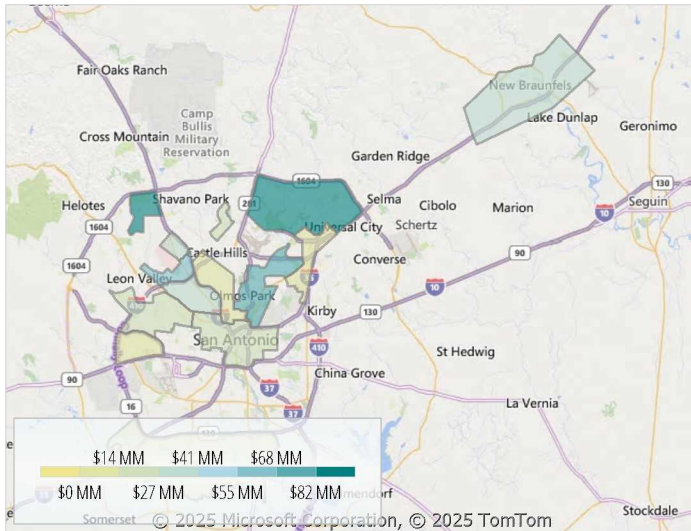 Fair Oaks Ranch
New Braunfels
Camp
Bullis
Military
Reservation
Lake Dunlap
Geronimo
Cross Mountain
Garden Ridge
1604
130
Helotes
Shavano Park
281
Selma
Cibolo
Marion
10
Seguin
1604
Universal City
Schertz
Castle Hills
90
1604
Converse
Leon Valley
10
410
Olmos Park
Kirby
130
San Antonio
410
St Hedwig
90
China Grove
37
16
37
La Vernia
$14 MM $41 MM $68 MM
$0 MM $27 MM $55 MM $82 MM
Somerset
Stockdale
© 2025 Microsoft Corporation, © 2025 TomTom